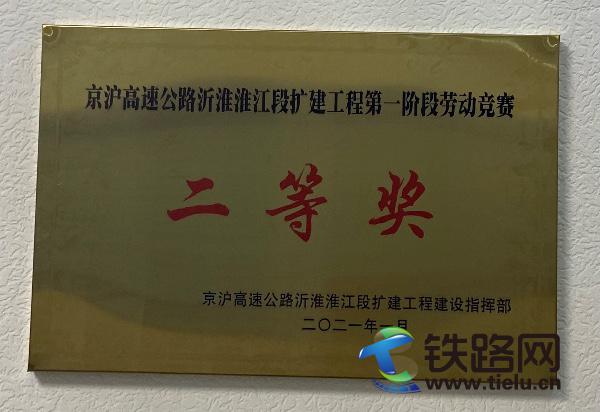 京沪高速公路沂淮淮江段扩建工程第一阶段劳动竞赛
二等奖
京沪高速公路沂淮淮江段扩建工程建设指挥部
二〇二一年一月
铁路网
www.tielu.cn